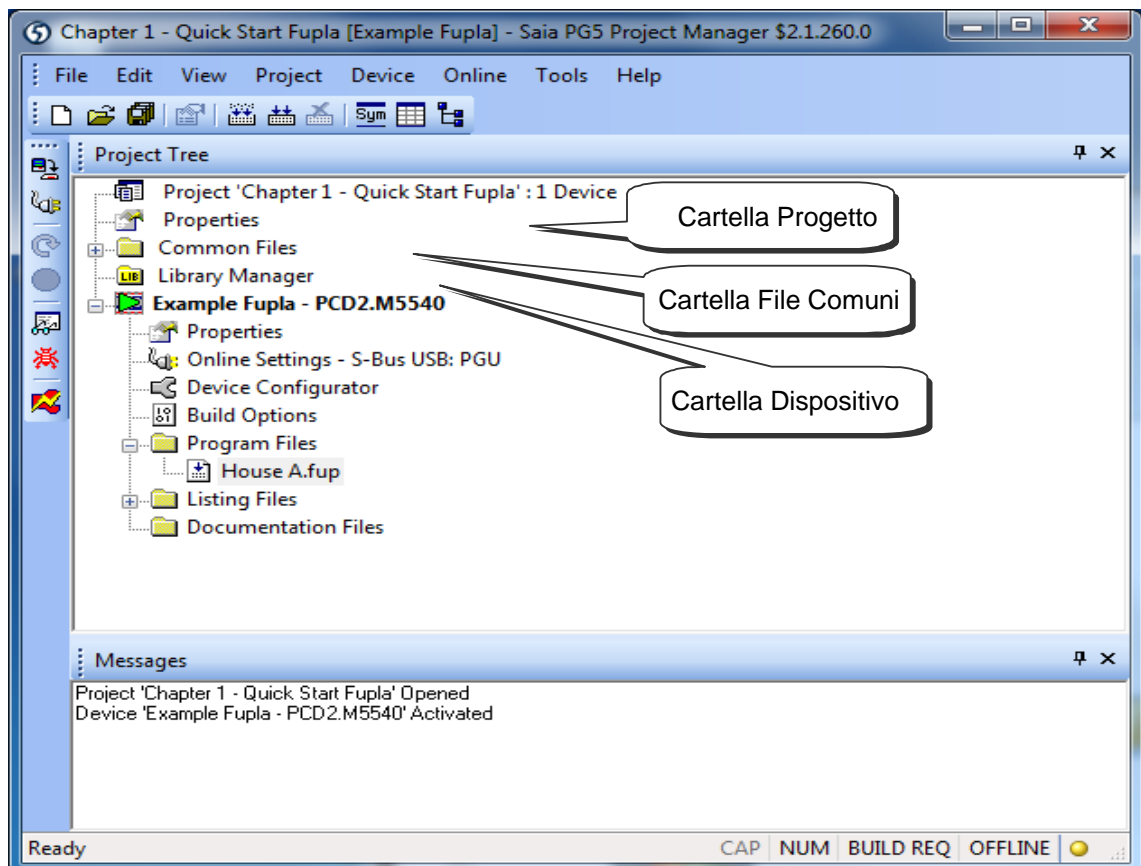 Chapter 1 - Quick Start Fupla [Example Fupla] - Saia PG5 Project Manager $2.1.260.0
File Edit View Project Device Online Tools Help
Sym
Project Tree
Project 'Chapter 1 - Quick Start Fupla' : 1 Device
Cartella Progetto
Properties
Common Files
LIB Library Manager
Cartella File Comuni
Example Fupla - PCD2.M5540
Properties
Online Settings - S-Bus USB: PGU
Device Configurator
Cartella Dispositivo
Build Options
Program Files
House A.fup
Listing Files
Documentation Files
Messages
Project 'Chapter 1 - Quick Start Fupla' Opened
Device 'Example Fupla - PCD2.M5540' Activated
Ready CAP NUM BUILD REQ OFFLINE